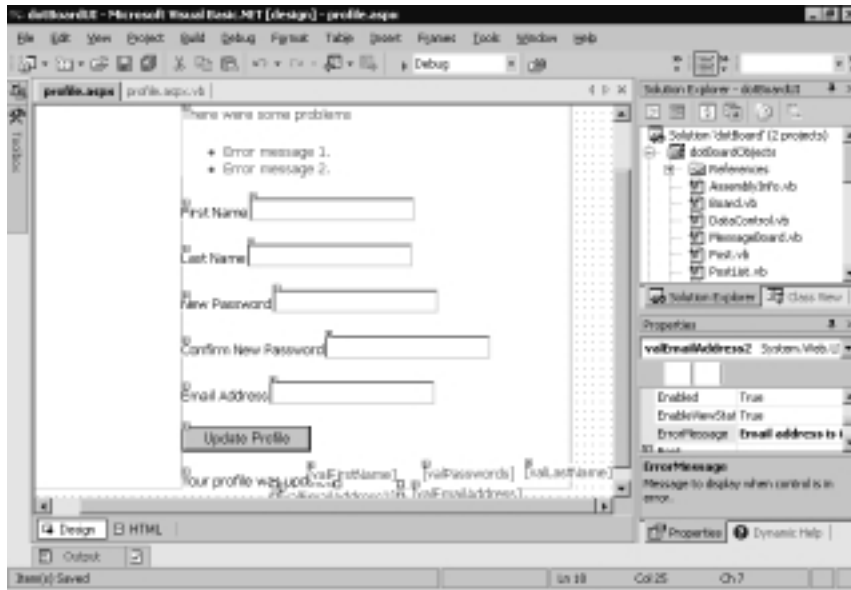 dotBoardUI - Microsoft Visual Basic.NET [design] - profile.aspx
File Edit View Project Build Debug Format Table Insert Frames Tools Window Help
Debug
profile.aspx profile.aspx.vb
Toolbox
There were some problems
Error message 1.
Error message 2.
First Name
Last Name
New Password
Confirm New Password
Email Address
Update Profile
Your profile was
[valFirstName] [valPasswords] [valLastName]
[valEmailAddress2] [valEmailAddress]
Design HTML
Output
Item(s) Saved
Ln 18 Col 25 Ch 7
Solution Explorer - dotBoardUI
Solution 'dotBoard' (2 projects)
dotBoardObjects
References
AssemblyInfo.vb
Board.vb
DataControl.vb
MessageBoard.vb
Post.vb
PostList.vb
Solution Explorer Class View
Properties
valEmailAddress2 System.Web.U
Enabled True
EnableViewStat True
ErrorMessage Email address is i
ErrorMessage
Message to display when control is in
error.
Properties Dynamic Help